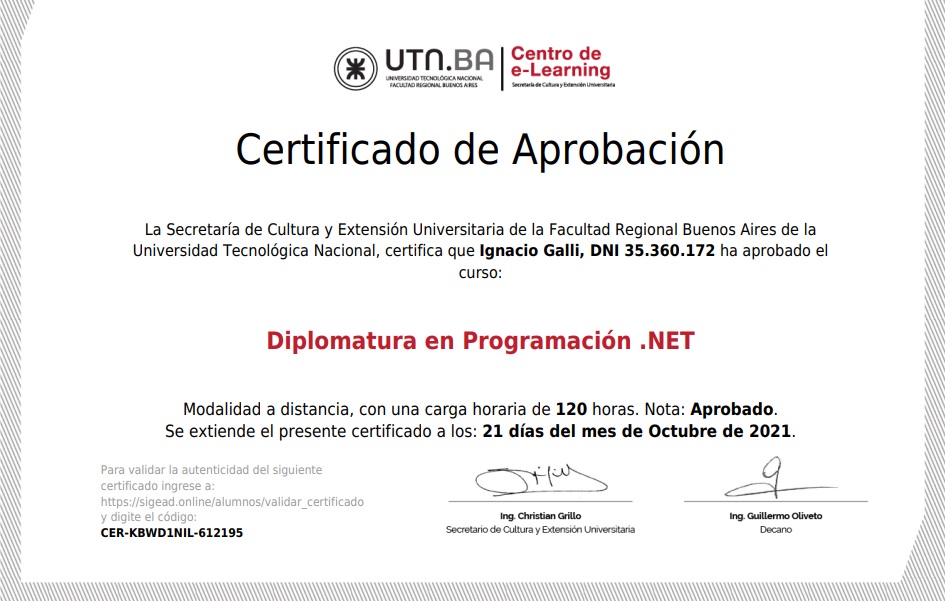 UTN.BA
UNIVERSIDAD TECNOLÓGICA NACIONAL
FACULTAD REGIONAL BUENOS AIRES
Centro de
e-Learning
Secretaría de Cultura y Extensión Universitaria
Certificado de Aprobación
La Secretaría de Cultura y Extensión Universitaria de la Facultad Regional Buenos Aires de la
Universidad Tecnológica Nacional, certifica que Ignacio Galli, DNI 35.360.172 ha aprobado el
curso:
Diplomatura en Programación .NET
Modalidad a distancia, con una carga horaria de 120 horas. Nota: Aprobado.
Se extiende el presente certificado a los: 21 días del mes de Octubre de 2021.
Para validar la autenticidad del siguiente
certificado ingrese a:
https://sigead.online/alumnos/validar_certificado
y digite el código:
CER-KBWD1NIL-612195
Ing. Christian Grillo
Secretario de Cultura y Extensión Universitaria
Ing. Guillermo Oliveto
Decano